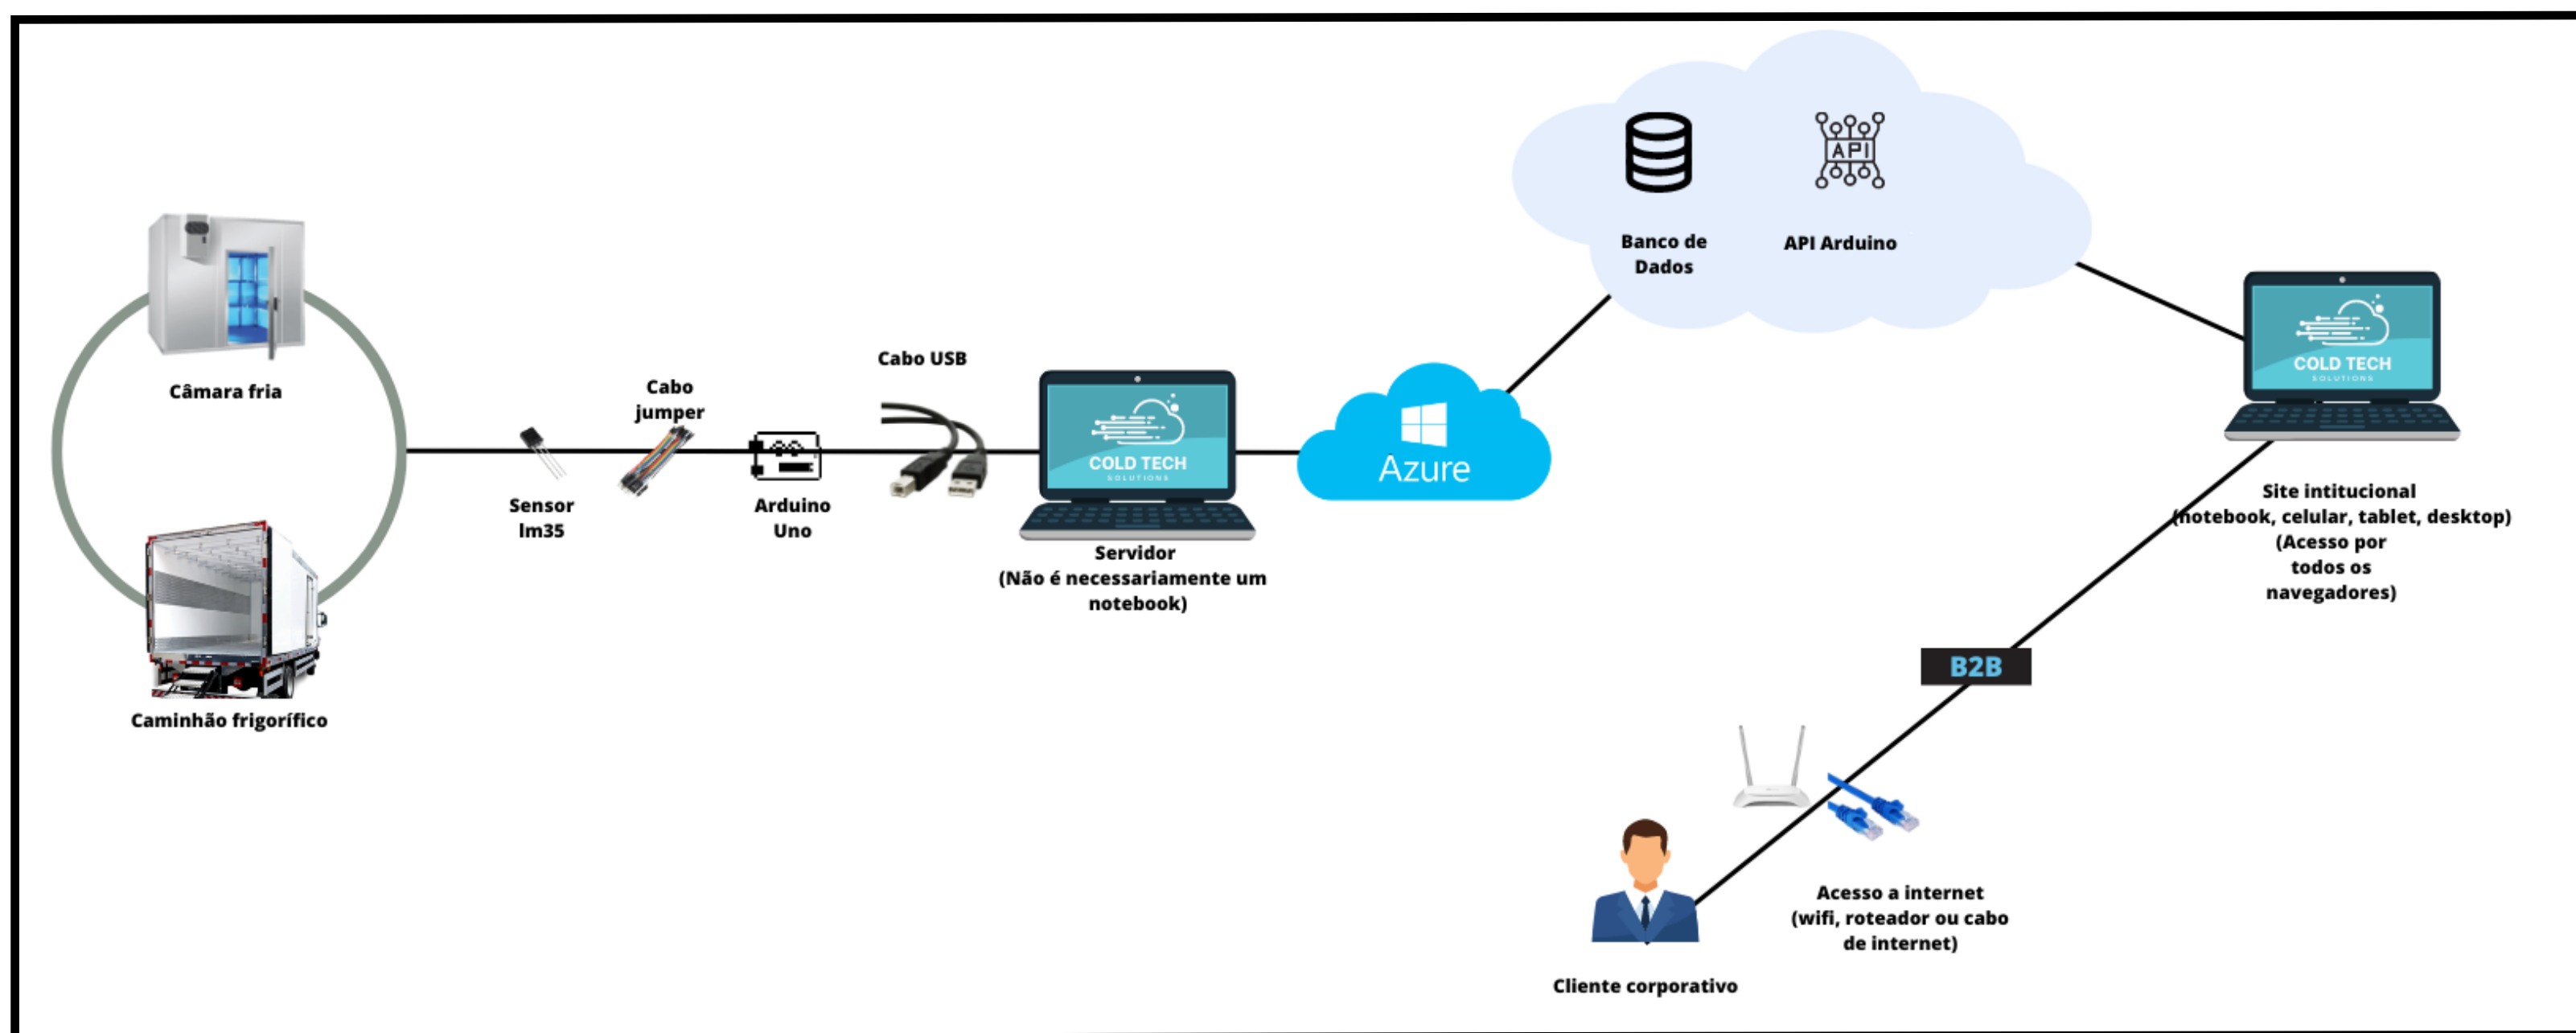 Câmara fria
Caminhão frigorífico
Sensor
lm35
Cabo
jumper
Arduino
Uno
Cabo USB
COLD TECH
SOLUTIONS
Servidor
(Não é necessariamente um
notebook)
Azure
Banco de
Dados
API
API Arduino
COLD TECH
SOLUTIONS
Site intitucional
(notebook, celular, tablet, desktop)
(Acesso por
todos os
navegadores)
B2B
Acesso a internet
(wifi, roteador ou cabo
de internet)
Cliente corporativo